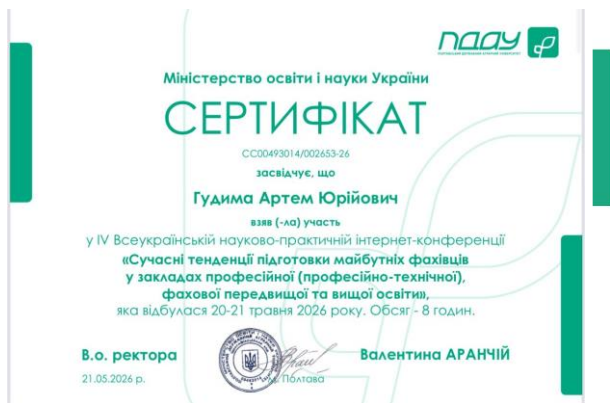 ПДАУ
Міністерство освіти і науки України
СЕРТИФІКАТ
СС00493014/002653-26
засвідчує, що
Гудима Артем Юрійович
взяв (-ла) участь
у IV Всеукраїнській науково-практичній інтернет-конференції
«Сучасні тенденції підготовки майбутніх фахівців
у закладах професійної (професійно-технічної),
фахової передвищої та вищої освіти»,
яка відбулася 20-21 травня 2026 року. Обсяг - 8 годин.
В.о. ректора
Валентина АРАНЧІЙ
21.05.2026 р.
м. Полтава